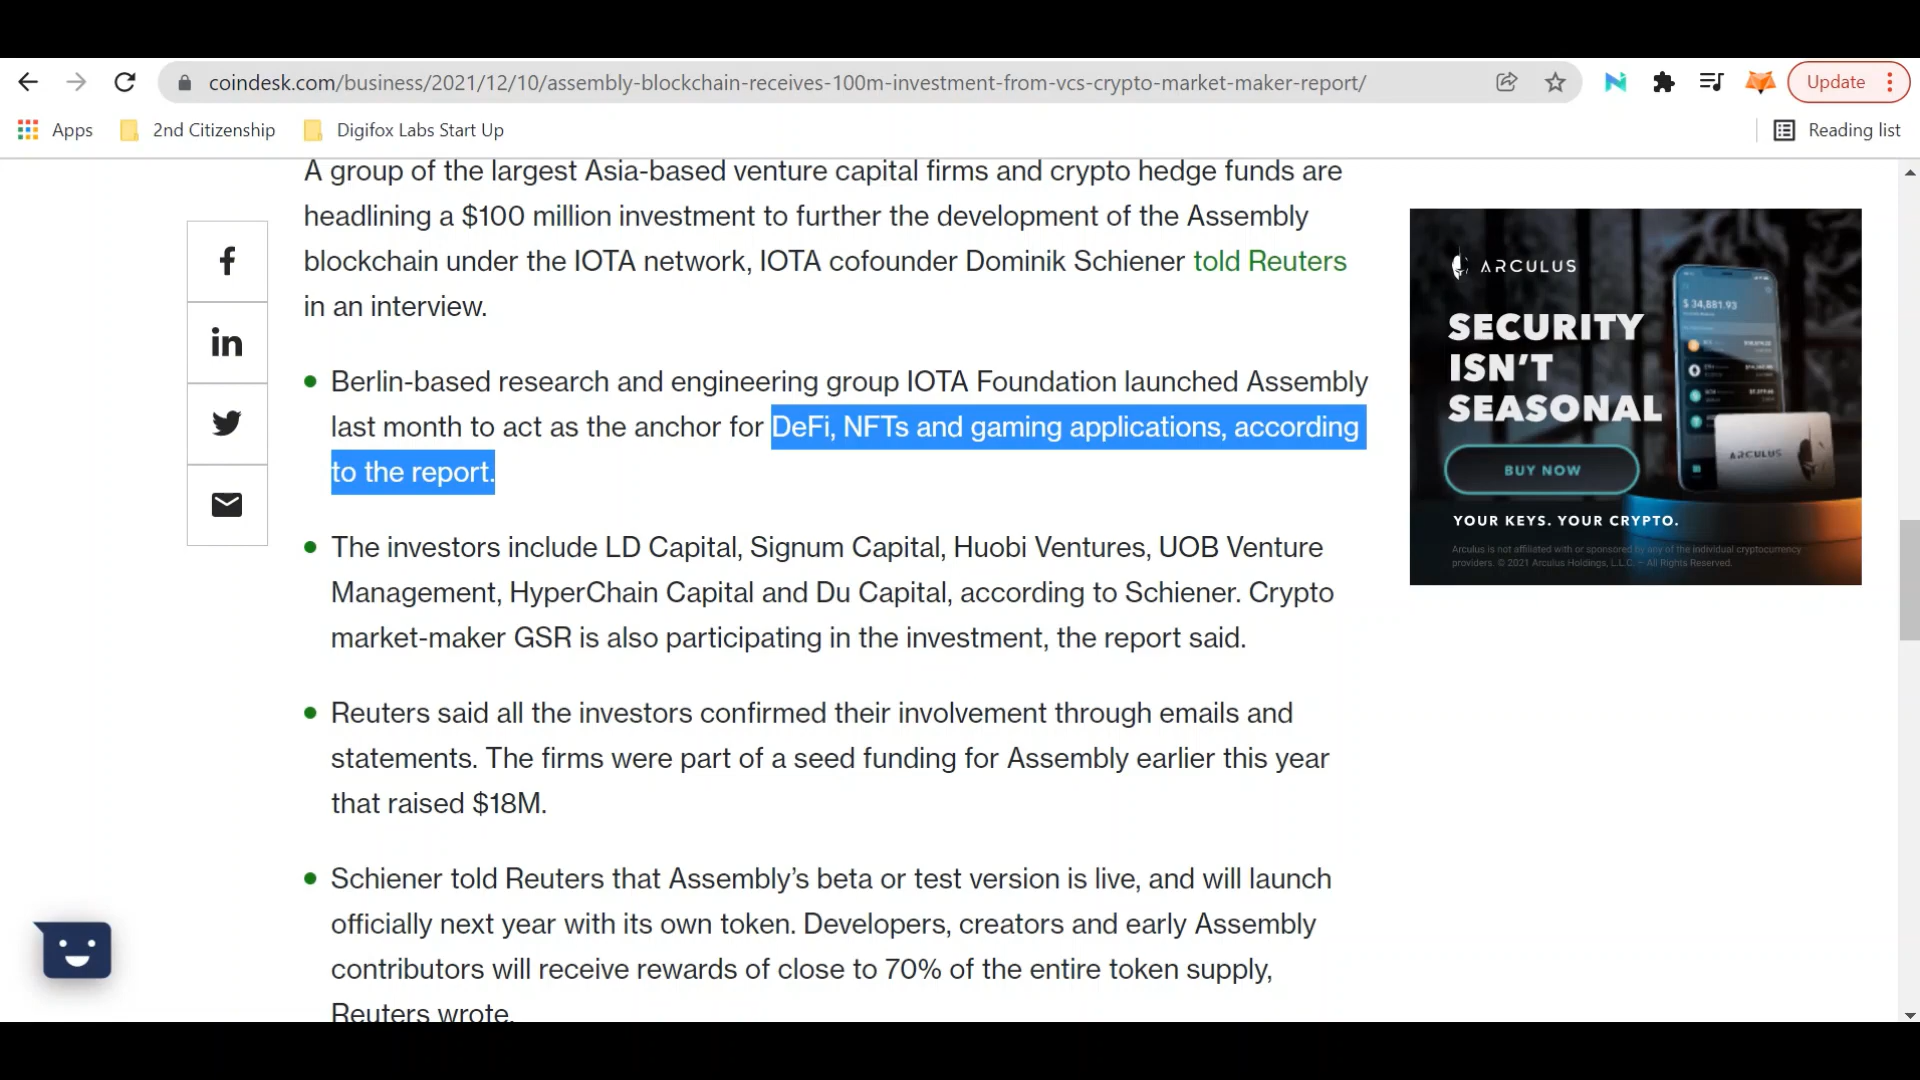 coindesk.com/business/2021/12/10/assembly-blockchain-receives-100m-investment-from-vcs-crypto-market-maker-report/
Update
Apps
2nd Citizenship
Digifox Labs Start Up
Reading list
A group of the largest Asia-based venture capital firms and crypto hedge funds are
headlining a $100 million investment to further the development of the Assembly
blockchain under the IOTA network, IOTA cofounder Dominik Schiener told Reuters
in an interview.
Berlin-based research and engineering group IOTA Foundation launched Assembly
last month to act as the anchor for DeFi, NFTs and gaming applications, according
to the report.
The investors include LD Capital, Signum Capital, Huobi Ventures, UOB Venture
Management, HyperChain Capital and Du Capital, according to Schiener. Crypto
market-maker GSR is also participating in the investment, the report said.
Reuters said all the investors confirmed their involvement through emails and
statements. The firms were part of a seed funding for Assembly earlier this year
that raised $18M.
Schiener told Reuters that Assembly’s beta or test version is live, and will launch
officially next year with its own token. Developers, creators and early Assembly
contributors will receive rewards of close to 70% of the entire token supply,
Reuters wrote.
ARCULUS
SECURITY
ISN'T
SEASONAL
BUY NOW
YOUR KEYS. YOUR CRYPTO.
Arculus is not affiliated with or sponsored by any of the individual cryptocurrency
providers. © 2021 Arculus Holdings, L.L.C. – All Rights Reserved.
$ 34,881.93
ARCULUS